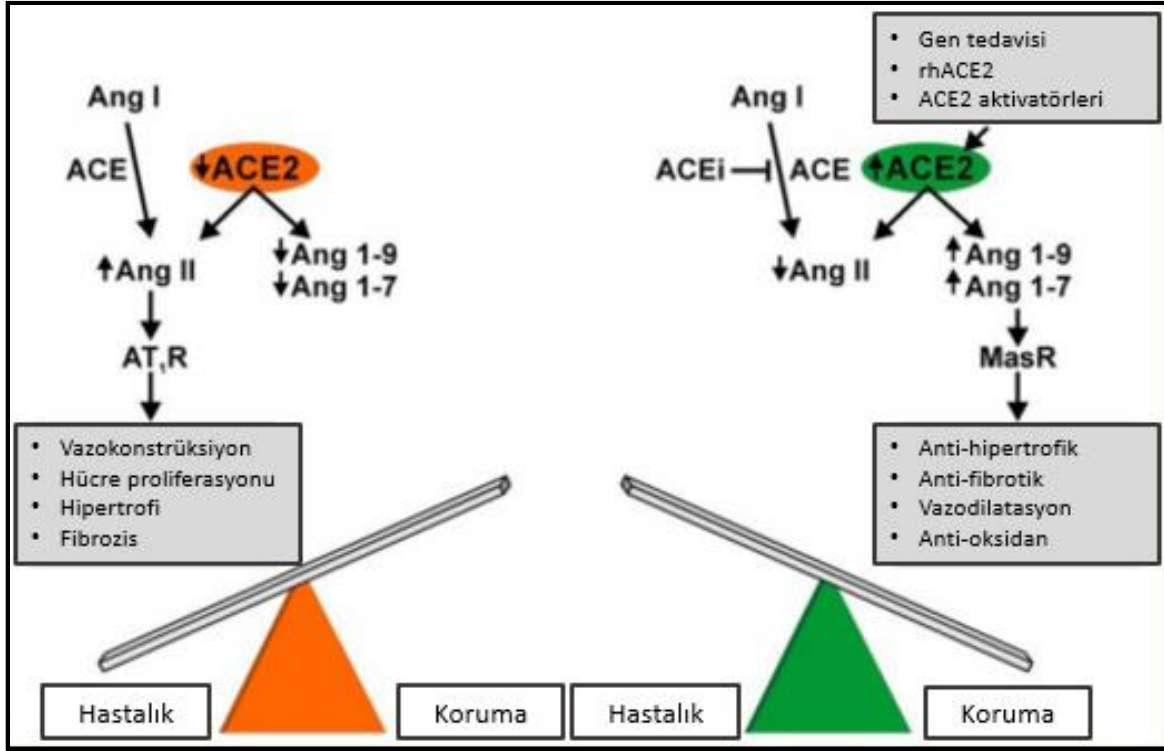 Ang I
ACE
↓ACE2
↑Ang II
↓Ang 1-9
↓Ang 1-7
AT₁R
• Vazokonstrüksiyon
• Hücre proliferasyonu
• Hipertrofi
• Fibrozis
Hastalık
Koruma
• Gen tedavisi
• rhACE2
• ACE2 aktivatörleri
Ang I
ACEi
ACE
↑ACE2
↓Ang II
↑Ang 1-9
↑Ang 1-7
MasR
• Anti-hipertrofik
• Anti-fibrotik
• Vazodilatasyon
• Anti-oksidan
Hastalık
Koruma